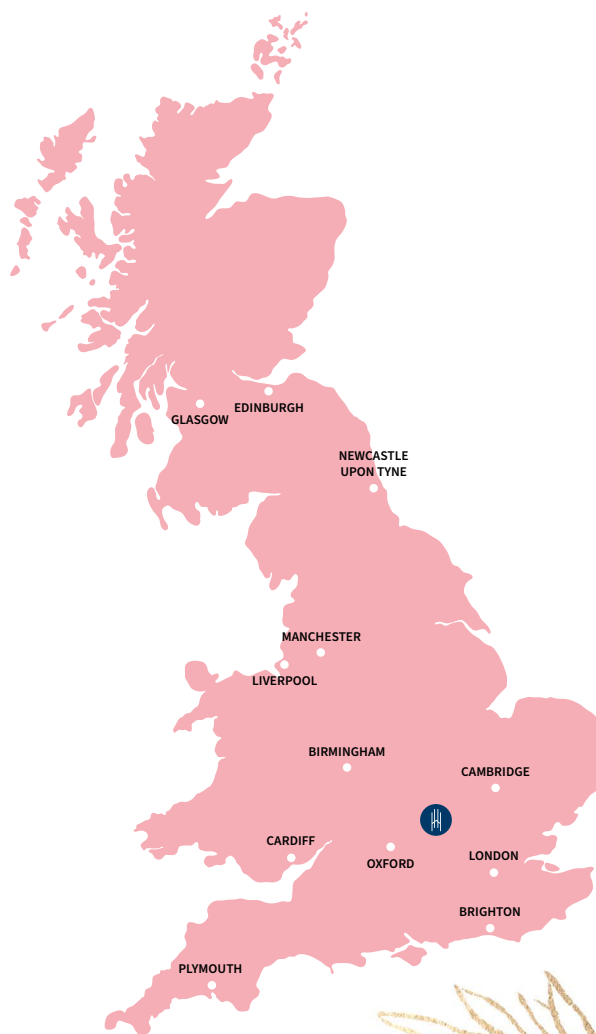 EDINBURGH
GLASGOW
NEWCASTLE
UPON TYNE
MANCHESTER
LIVERPOOL
BIRMINGHAM
CAMBRIDGE
CARDIFF
OXFORD
LONDON
BRIGHTON
PLYMOUTH